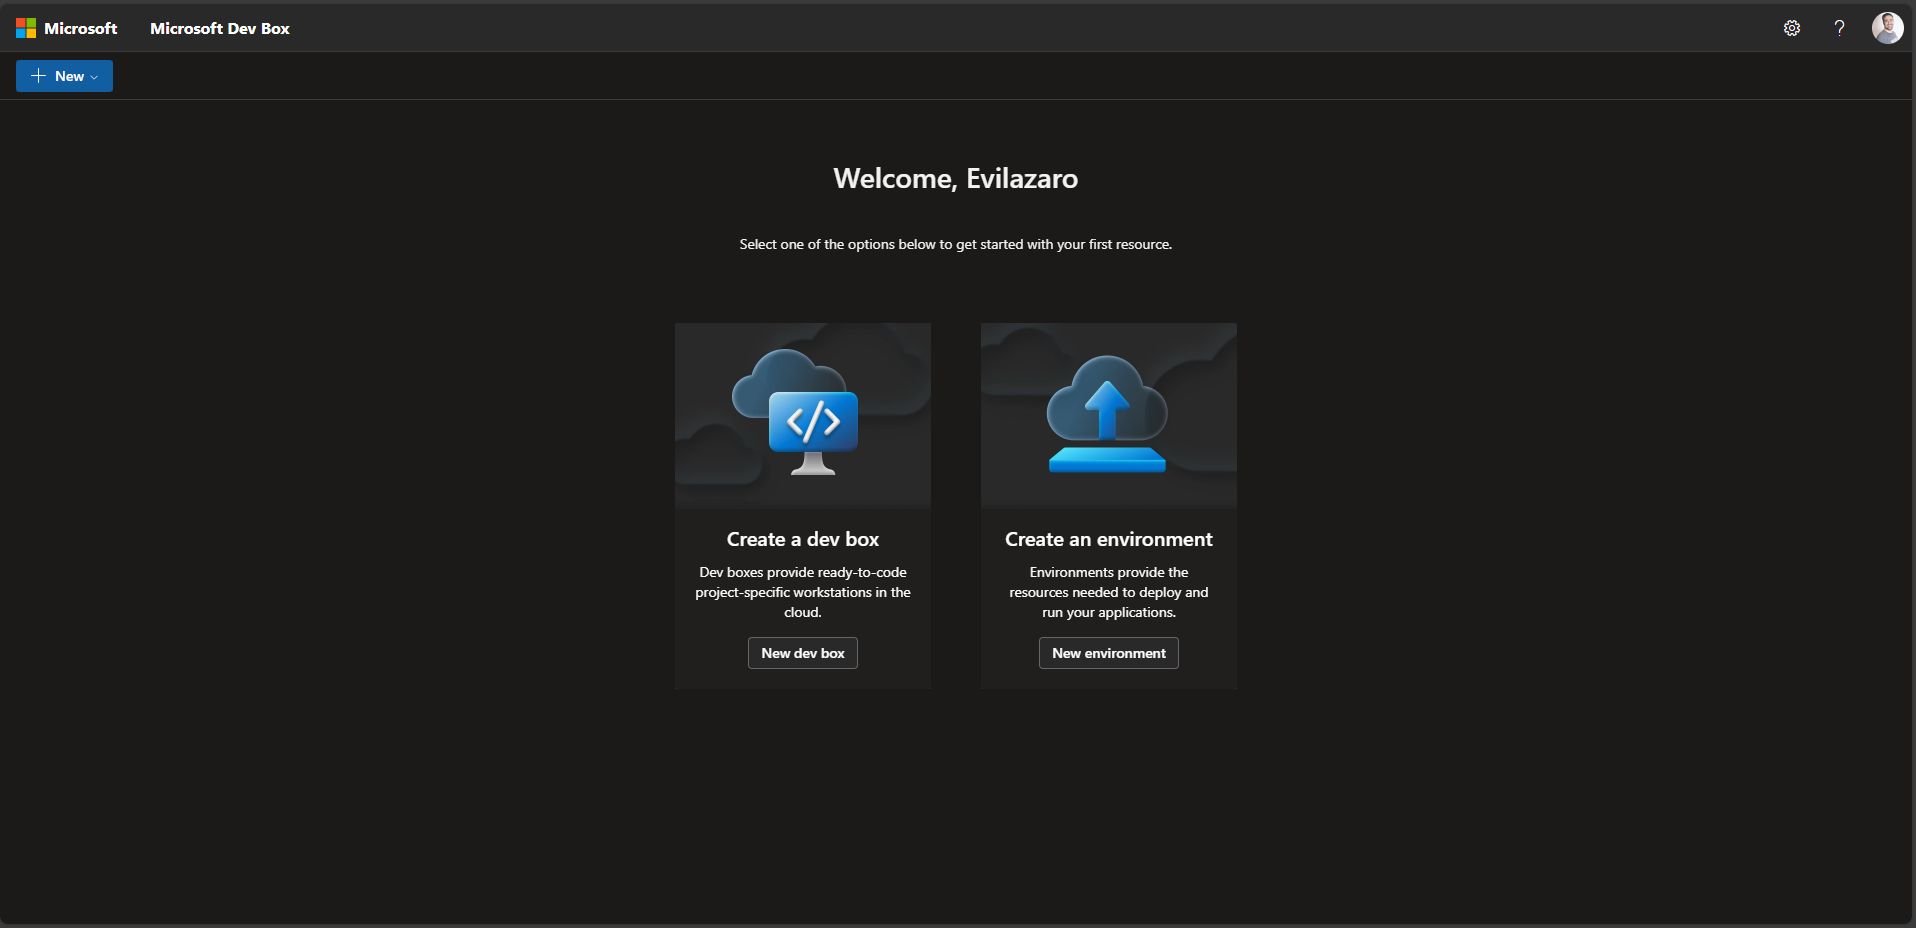 Microsoft
Microsoft Dev Box
?
New
Welcome, Evilazaro
Select one of the options below to get started with your first resource.
</>
Create a dev box
Dev boxes provide ready-to-code
project-specific workstations in the
cloud.
New dev box
Create an environment
Environments provide the
resources needed to deploy and
run your applications.
New environment